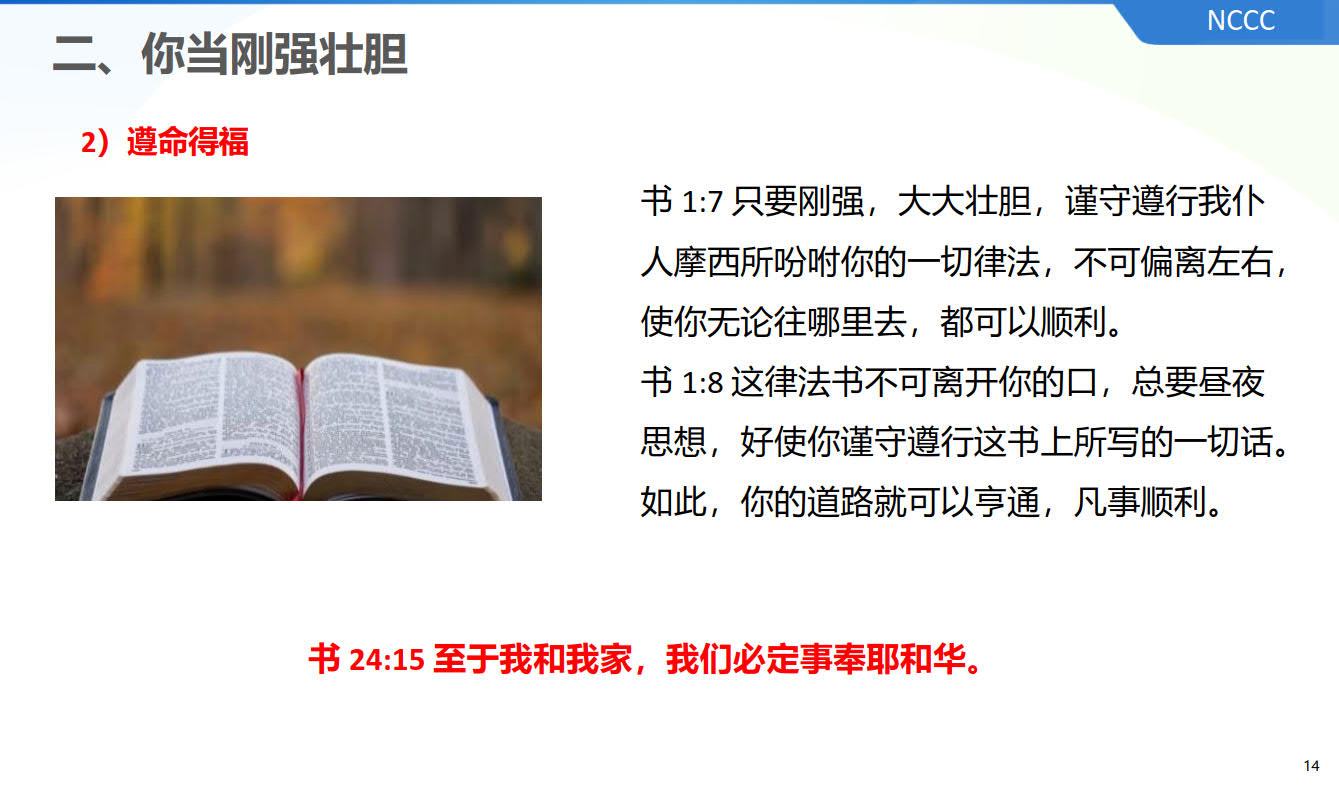 NCCC
二、你当刚强壮胆
2）遵命得福
书 1:7 只要刚强，大大壮胆，谨守遵行我仆
人摩西所吩咐你的一切律法，不可偏离左右，
使你无论往哪里去，都可以顺利。
书 1:8 这律法书不可离开你的口，总要昼夜
思想，好使你谨守遵行这书上所写的一切话。
如此，你的道路就可以亨通，凡事顺利。
书 24:15 至于我和我家，我们必定事奉耶和华。
14